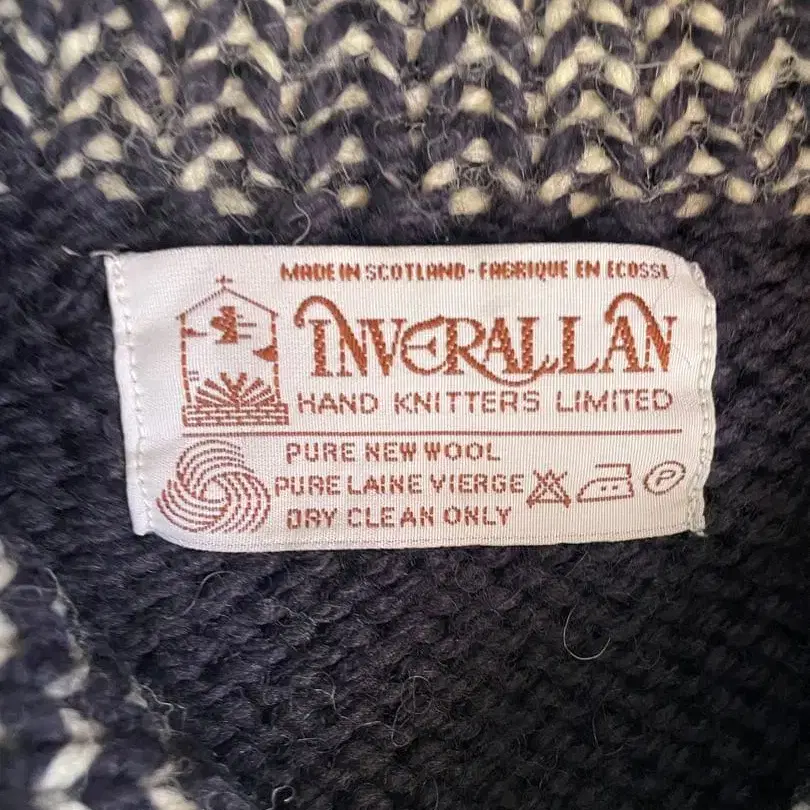 MADE IN SCOTLAND - FABRIQUE EN ECOSSE
INVERALLAN
HAND KNITTERS LIMITED
PURE NEW WOOL
PURE LAINE VIERGE
DRY CLEAN ONLY
P